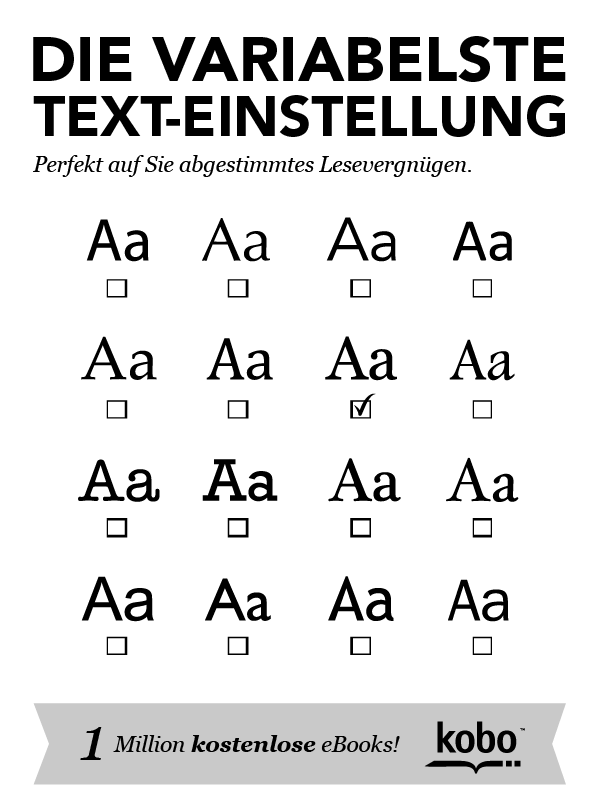 DIE VARIABELSTE
TEXT-EINSTELLUNG
Perfekt auf Sie abgestimmtes Lesevergnügen.
Aa Aa Aa Aa
Aa Aa Aa Aa
Aa Aa Aa Aa
Aa Aa Aa Aa
1 Million kostenlose eBooks! kobo™